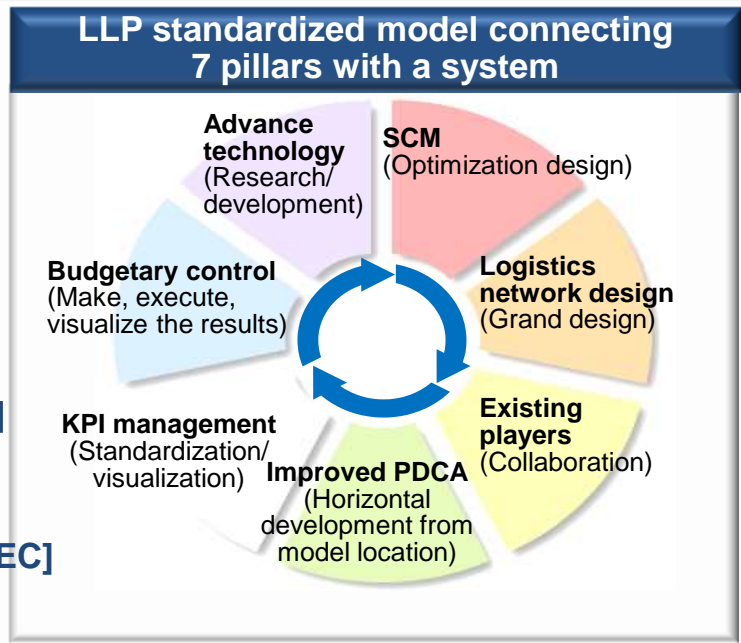 LLP standardized model connecting
7 pillars with a system
Advance
technology
(Research/
development)
SCM
(Optimization design)
Budgetary control
(Make, execute,
visualize the results)
Logistics
network design
(Grand design)
KPI management
(Standardization/
visualization)
Existing
players
(Collaboration)
Improved PDCA
(Horizontal
development from
model location)
EC]